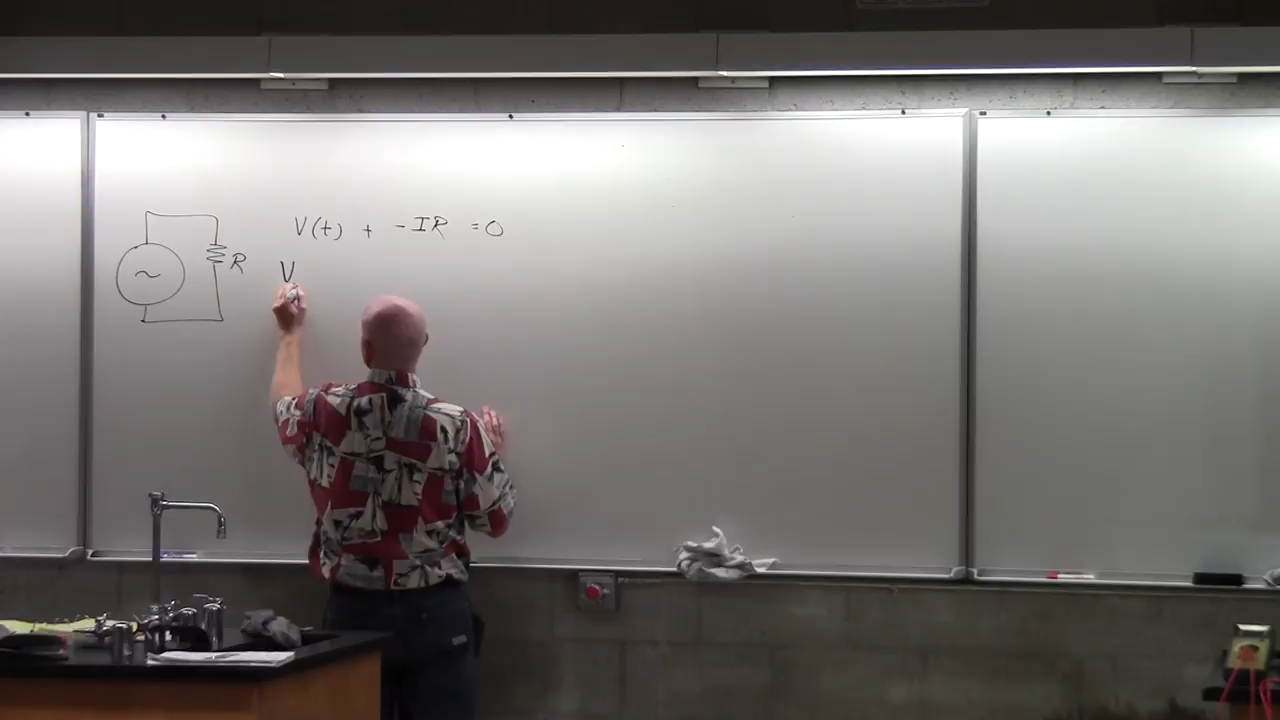 V(t) + -IR = 0
R
V